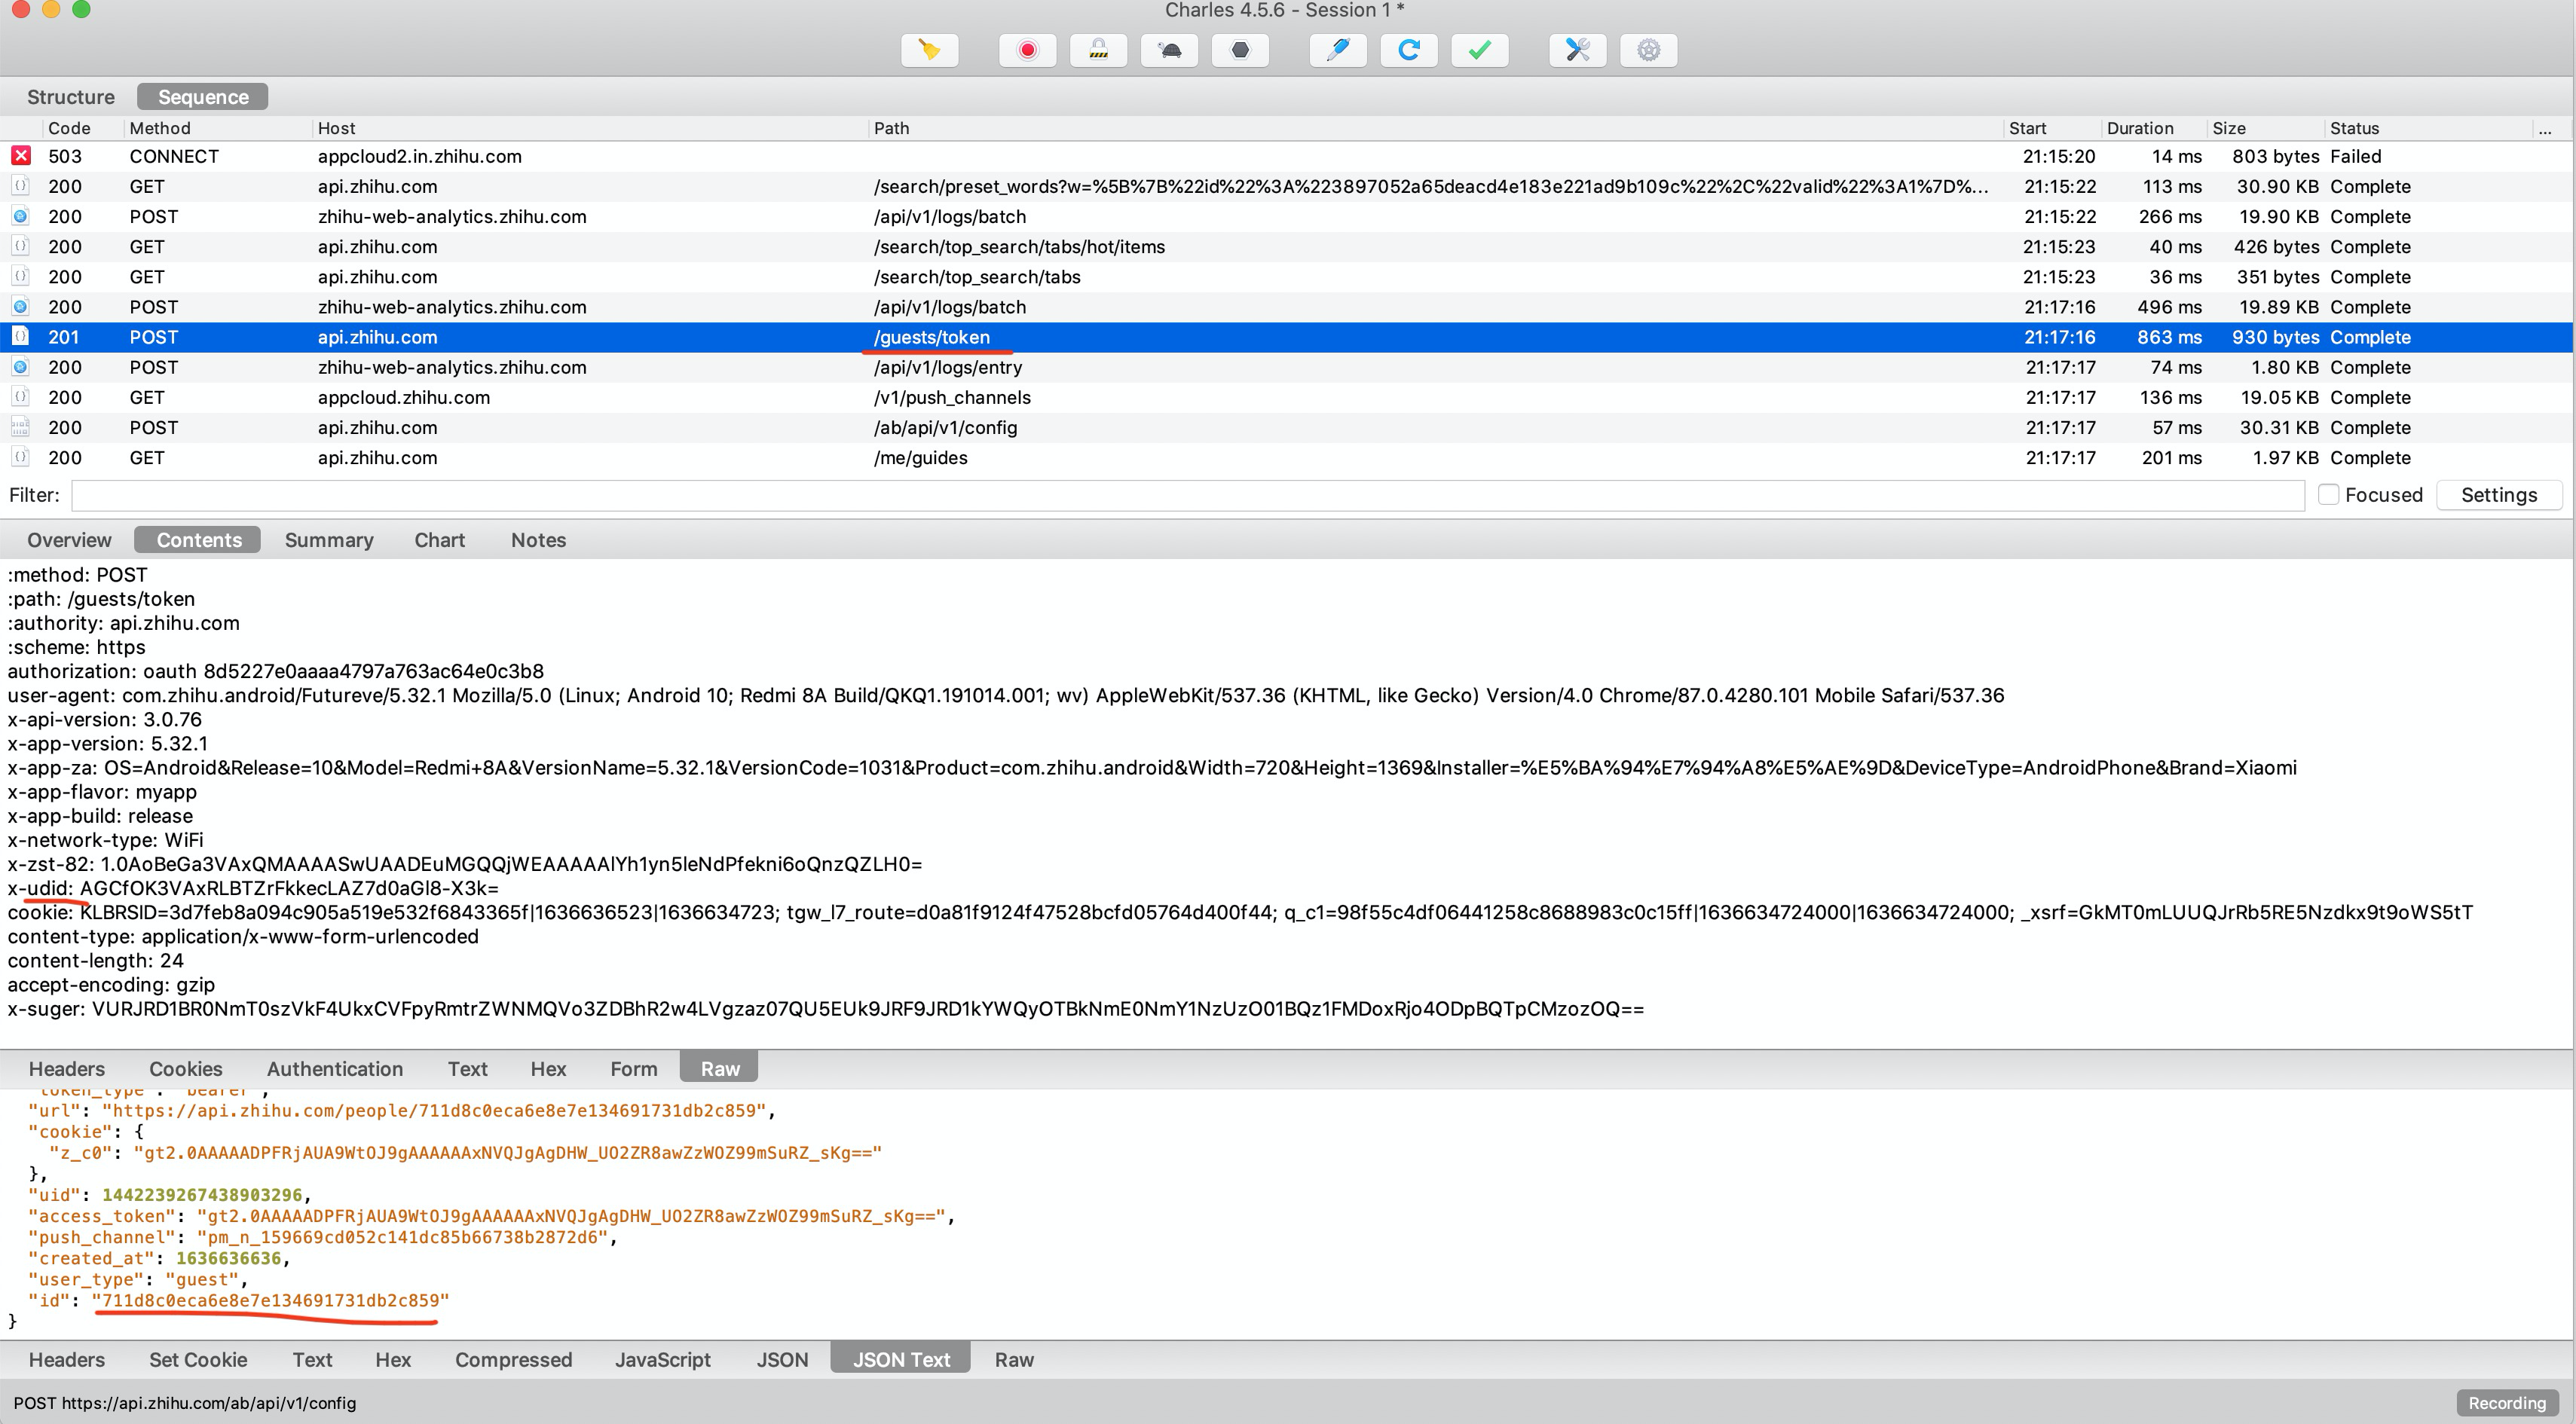 Charles 4.5.6 - Session 1 *
Structure Sequence
Code Method Host Path Start Duration Size Status ...
503 CONNECT appcloud2.in.zhihu.com 21:15:20 14 ms 803 bytes Failed
200 GET api.zhihu.com /search/preset_words?w=%5B%7B%22id%22%3A%223897052a65deacd4e183e221ad9b109c%22%2C%22valid%22%3A1%7D%... 21:15:22 113 ms 30.90 KB Complete
200 POST zhihu-web-analytics.zhihu.com /api/v1/logs/batch 21:15:22 266 ms 19.90 KB Complete
200 GET api.zhihu.com /search/top_search/tabs/hot/items 21:15:23 40 ms 426 bytes Complete
200 GET api.zhihu.com /search/top_search/tabs 21:15:23 36 ms 351 bytes Complete
200 POST zhihu-web-analytics.zhihu.com /api/v1/logs/batch 21:17:16 496 ms 19.89 KB Complete
201 POST api.zhihu.com /guests/token 21:17:16 863 ms 930 bytes Complete
200 POST zhihu-web-analytics.zhihu.com /api/v1/logs/entry 21:17:17 74 ms 1.80 KB Complete
200 GET appcloud.zhihu.com /v1/push_channels 21:17:17 136 ms 19.05 KB Complete
200 POST api.zhihu.com /ab/api/v1/config 21:17:17 57 ms 30.31 KB Complete
200 GET api.zhihu.com /me/guides 21:17:17 201 ms 1.97 KB Complete
Filter: Focused Settings
Overview Contents Summary Chart Notes
:method: POST
:path: /guests/token
:authority: api.zhihu.com
:scheme: https
authorization: oauth 8d5227e0aaaa4797a763ac64e0c3b8
user-agent: com.zhihu.android/Futureve/5.32.1 Mozilla/5.0 (Linux; Android 10; Redmi 8A Build/QKQ1.191014.001; wv) AppleWebKit/537.36 (KHTML, like Gecko) Version/4.0 Chrome/87.0.4280.101 Mobile Safari/537.36
x-api-version: 3.0.76
x-app-version: 5.32.1
x-app-za: OS=Android&Release=10&Model=Redmi+8A&VersionName=5.32.1&VersionCode=1031&Product=com.zhihu.android&Width=720&Height=1369&Installer=%E5%BA%94%E7%94%A8%E5%AE%9D&DeviceType=AndroidPhone&Brand=Xiaomi
x-app-flavor: myapp
x-app-build: release
x-network-type: WiFi
x-zst-82: 1.0AoBeGa3VAxQMAAAASwUAADEuMGQQjWEAAAAAlYh1yn5leNdPfekni6oQnzQZLH0=
x-udid: AGCfOK3VAxRLBTZrFkkecLAZ7d0aGl8-X3k=
cookie: KLBRSID=3d7feb8a094c905a519e532f6843365f|1636636523|1636634723; tgw_l7_route=d0a81f9124f47528bcfd05764d400f44; q_c1=98f55c4df06441258c8688983c0c15ff|1636634724000|1636634724000; _xsrf=GkMT0mLUUQJrRb5RE5Nzdkx9t9oWS5tT
content-type: application/x-www-form-urlencoded
content-length: 24
accept-encoding: gzip
x-suger: VURJRD1BR0NmT0szVkF4UkxCVFpyRmtrZWNMQVo3ZDBhR2w4LVgzaz07QU5EUk9JRF9JRD1kYWQyOTBkNmE0NmY1NzUzO01BQz1FMDoxRjo4ODpBQTpCMzozOQ==
Headers Cookies Authentication Text Hex Form Raw
"token_type": "bearer",
"url": "https://api.zhihu.com/people/711d8c0eca6e8e7e134691731db2c859",
"cookie": {
"z_c0": "gt2.0AAAAADPFRjAUA9WtOJ9gAAAAAAxNVQJgAgDHW_UO2ZR8awZzWOZ99mSuRZ_sKg=="
},
"uid": 1442239267438903296,
"access_token": "gt2.0AAAAADPFRjAUA9WtOJ9gAAAAAAxNVQJgAgDHW_UO2ZR8awZzWOZ99mSuRZ_sKg==",
"push_channel": "pm_n_159669cd052c141dc85b66738b2872d6",
"created_at": 1636636636,
"user_type": "guest",
"id": "711d8c0eca6e8e7e134691731db2c859"
}
Headers Set Cookie Text Hex Compressed JavaScript JSON JSON Text Raw
POST https://api.zhihu.com/ab/api/v1/config Recording